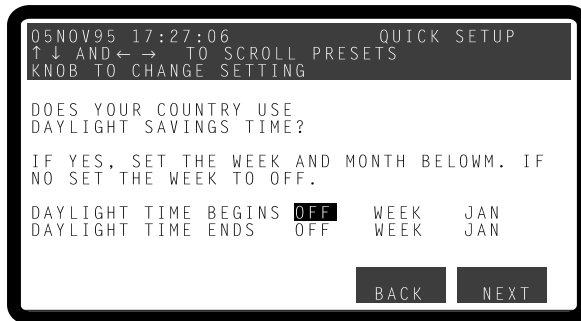 05NOV95 17:27:06 QUICK SETUP
↑ ↓ AND ← → TO SCROLL PRESETS
KNOB TO CHANGE SETTING
DOES YOUR COUNTRY USE
DAYLIGHT SAVINGS TIME?
IF YES, SET THE WEEK AND MONTH BELOWM. IF
NO SET THE WEEK TO OFF.
DAYLIGHT TIME BEGINS OFF WEEK JAN
DAYLIGHT TIME ENDS OFF WEEK JAN
BACK NEXT